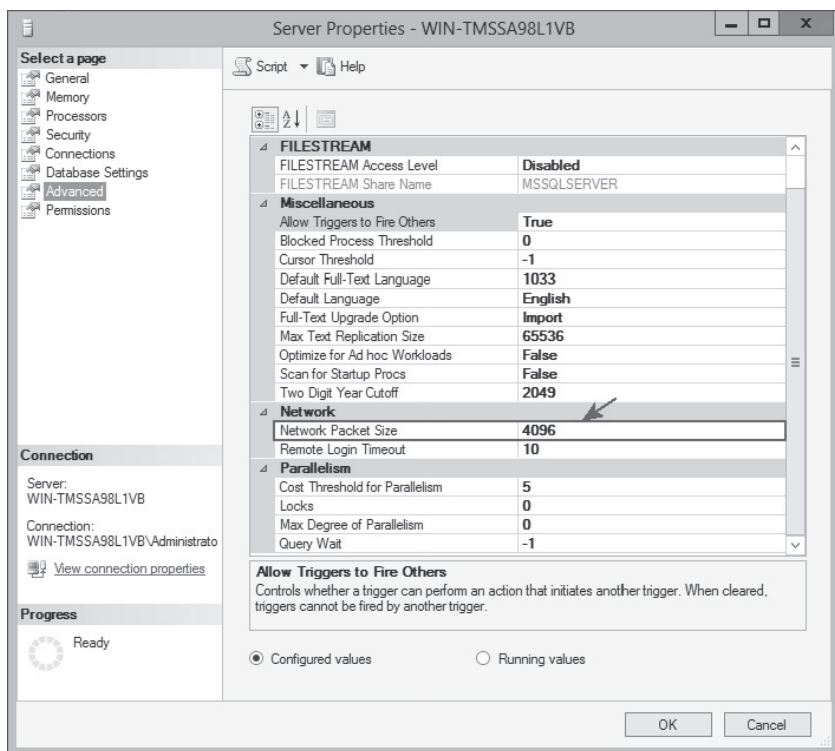 Server Properties - WIN-TMSSA98L1VB
Select a page
General
Memory
Processors
Security
Connections
Database Settings
Advanced
Permissions
Script Help
FILESTREAM
FILESTREAM Access Level Disabled
FILESTREAM Share Name MSSQLSERVER
Miscellaneous
Allow Triggers to Fire Others True
Blocked Process Threshold 0
Cursor Threshold -1
Default Full-Text Language 1033
Default Language English
Full-Text Upgrade Option Import
Max Text Replication Size 65536
Optimize for Ad hoc Workloads False
Scan for Startup Procs False
Two Digit Year Cutoff 2049
Network
Network Packet Size 4096
Remote Login Timeout 10
Parallelism
Cost Threshold for Parallelism 5
Locks 0
Max Degree of Parallelism 0
Query Wait -1
Allow Triggers to Fire Others
Controls whether a trigger can perform an action that initiates another trigger. When cleared,
triggers cannot be fired by another trigger.
Configured values Running values
Connection
Server:
WIN-TMSSA98L1VB
Connection:
WIN-TMSSA98L1VB\Administrato
View connection properties
Progress
Ready
OK Cancel